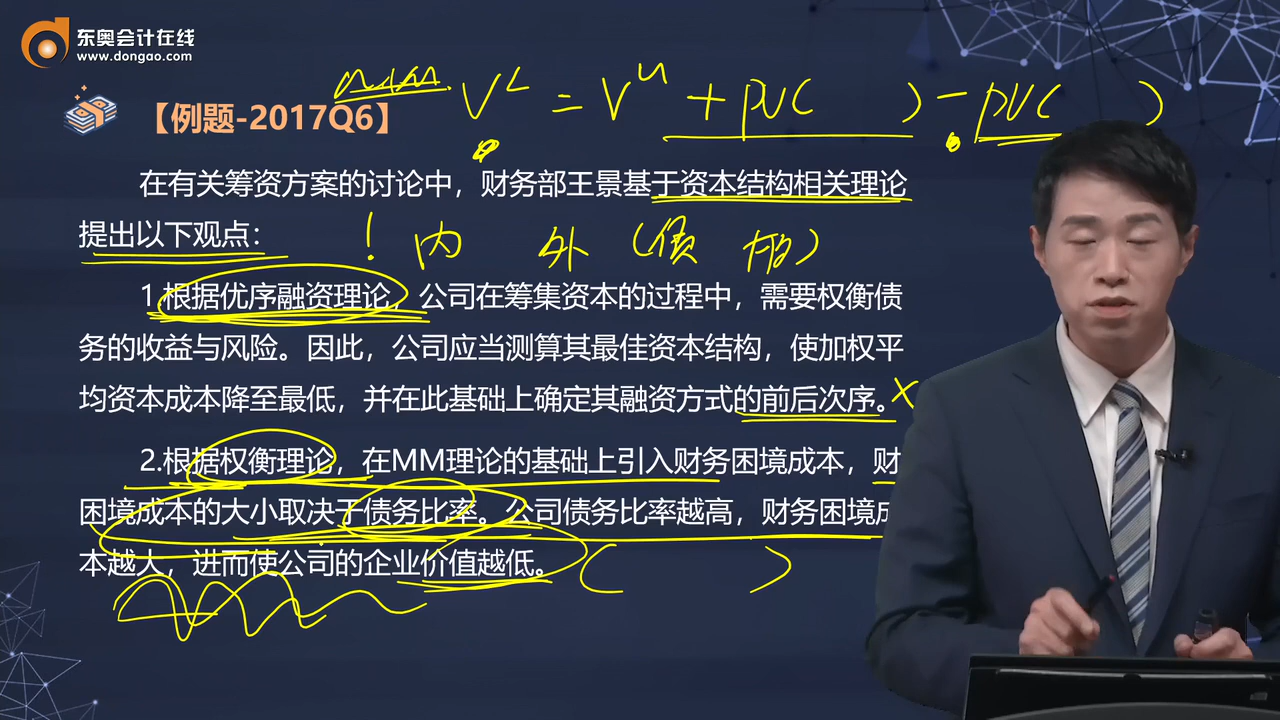 东奥会计在线
www.dongao.com
MM
V^L = V^U + PV( ) - PV( )
【例题-2017Q6】
在有关筹资方案的讨论中，财务部王景基于资本结构相关理论
提出以下观点：
！ 内 外（债 股）
1.根据优序融资理论，公司在筹集资本的过程中，需要权衡债
务的收益与风险。因此，公司应当测算其最佳资本结构，使加权平
均资本成本降至最低，并在此基础上确定其融资方式的前后次序。×
2.根据权衡理论，在MM理论的基础上引入财务困境成本，财
困境成本的大小取决于债务比率。公司债务比率越高，财务困境成
本越大，进而使公司的企业价值越低。（ ）